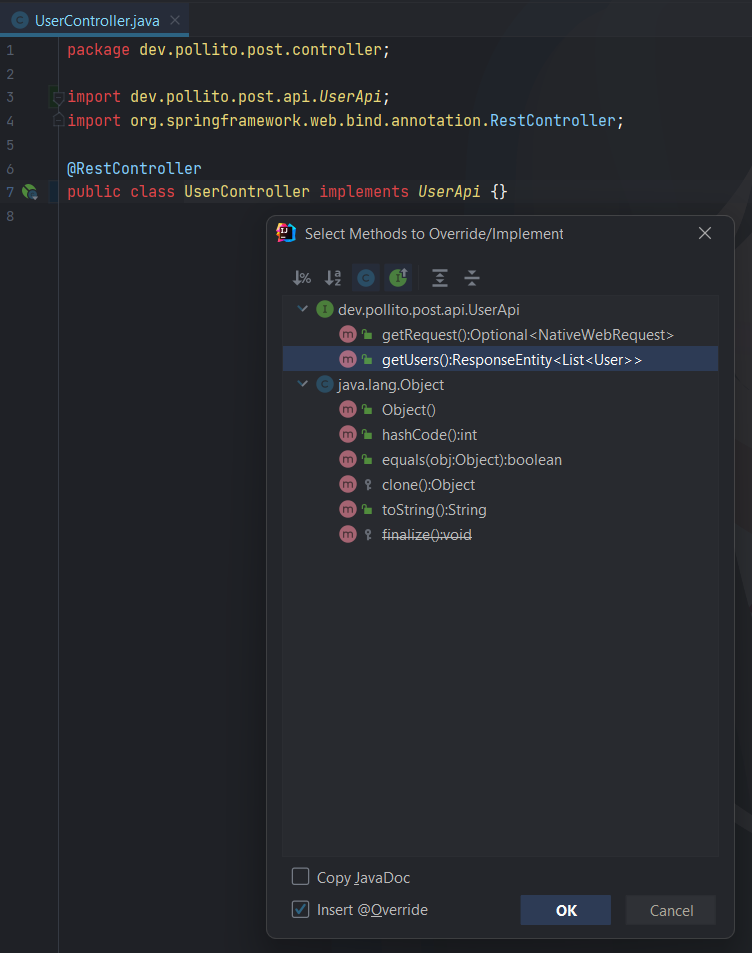 UserController.java
1 package dev.pollito.post.controller;
2
3 import dev.pollito.post.api.UserApi;
4 import org.springframework.web.bind.annotation.RestController;
5
6 @RestController
7 public class UserController implements UserApi {}
8
Select Methods to Override/Implement
dev.pollito.post.api.UserApi
getRequest():Optional<NativeWebRequest>
getUsers():ResponseEntity<List<User>>
java.lang.Object
Object()
hashCode():int
equals(obj:Object):boolean
clone():Object
toString():String
finalize():void
Copy JavaDoc
Insert @Override
OK
Cancel